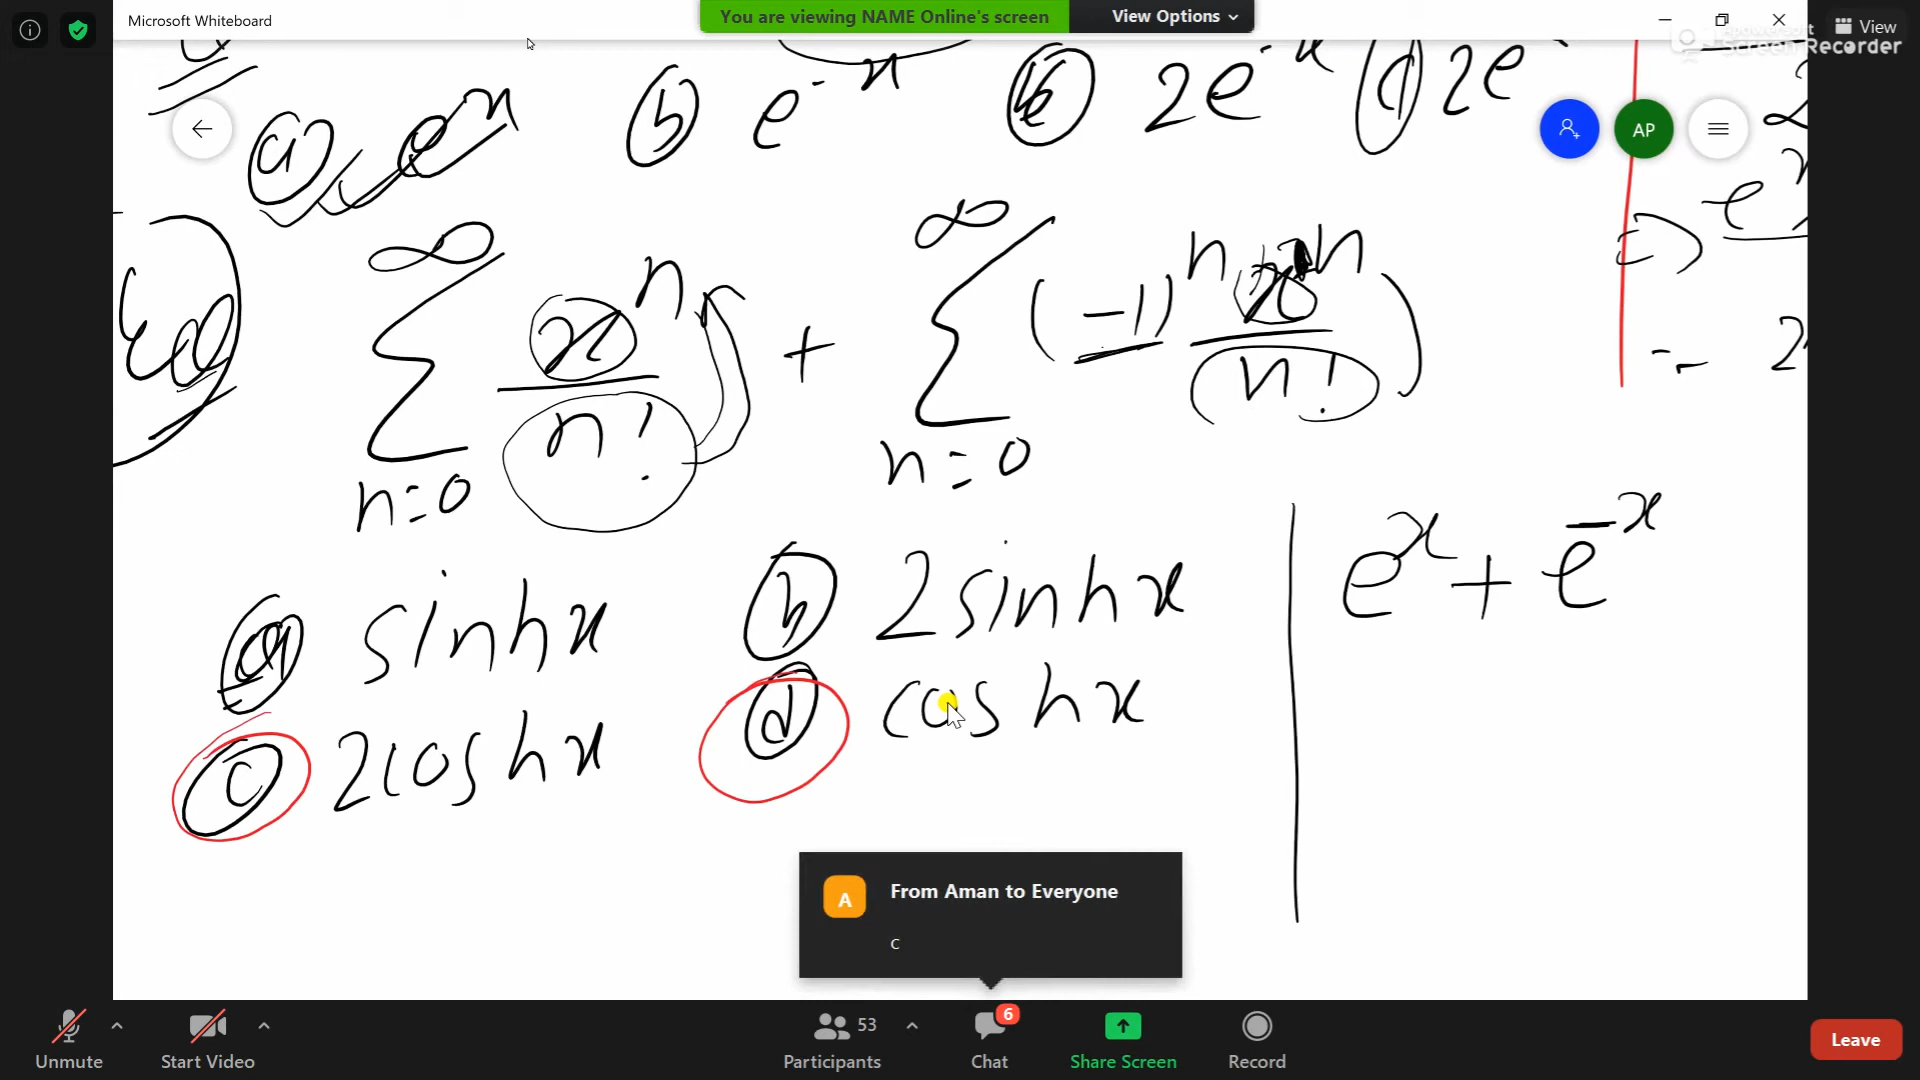 Microsoft Whiteboard
You are viewing NAME Online's screen
View Options
View
Apowersoft
Screen Recorder
AP
(a) e^x (b) e^-x 2e^-x (d) 2e
∞ ∑ n=0 x^n / n! + ∞ ∑ n=0 ( (-1)^n x^n / n! )
(a) sinhx (b) 2sinhx
e^x + e^-x
(c) 2coshx (d) coshx
A From Aman to Everyone
C
Unmute
Start Video
Participants 53
Chat 6
Share Screen
Record
Leave